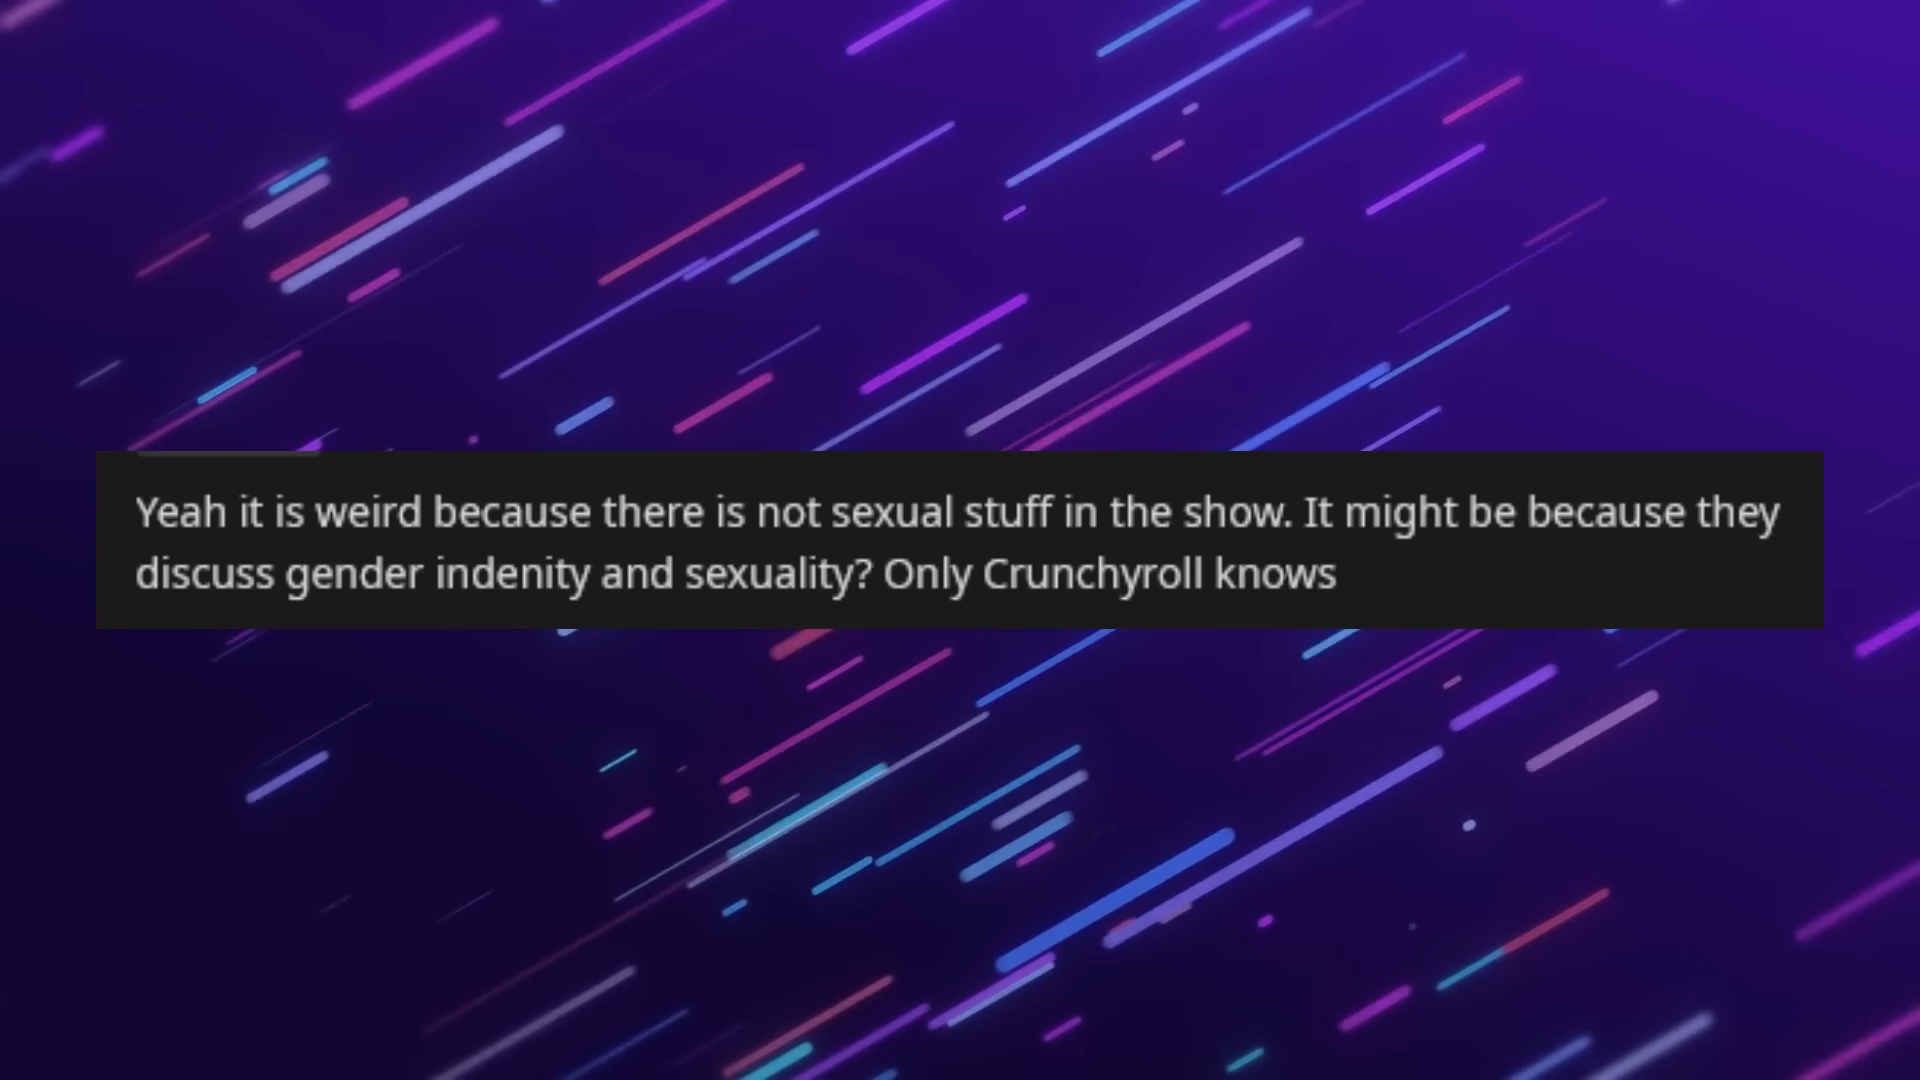 Yeah it is weird because there is not sexual stuff in the show. It might be because they
discuss gender indenity and sexuality? Only Crunchyroll knows